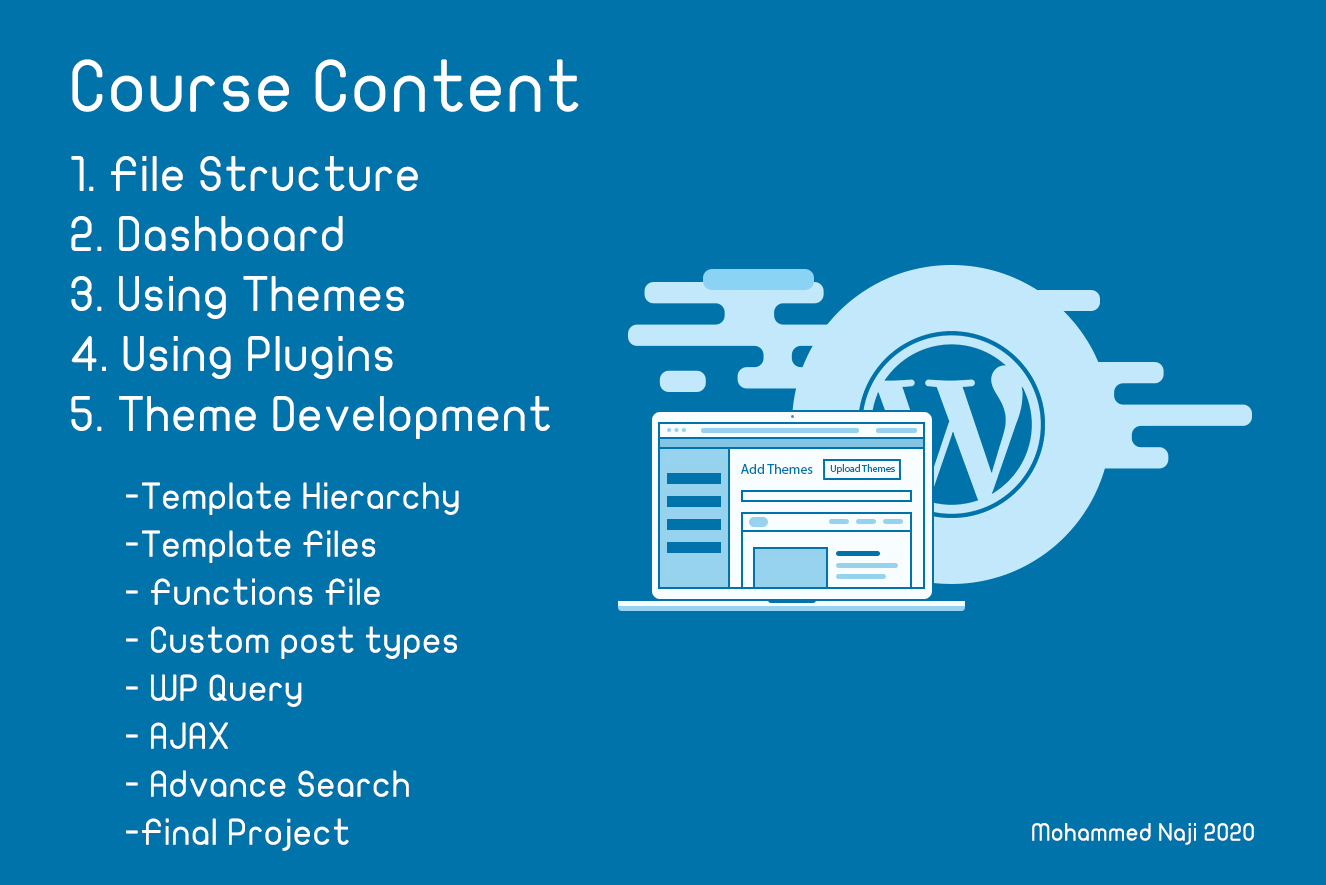 Course Content
1. File Structure
2. Dashboard
3. Using Themes
4. Using Plugins
5. Theme Development
-Template Hierarchy
-Template Files
- Functions File
- Custom post types
- WP Query
- AJAX
- Advance Search
-Final Project
Add Themes
Upload Themes
W
Mohammed Naji 2020